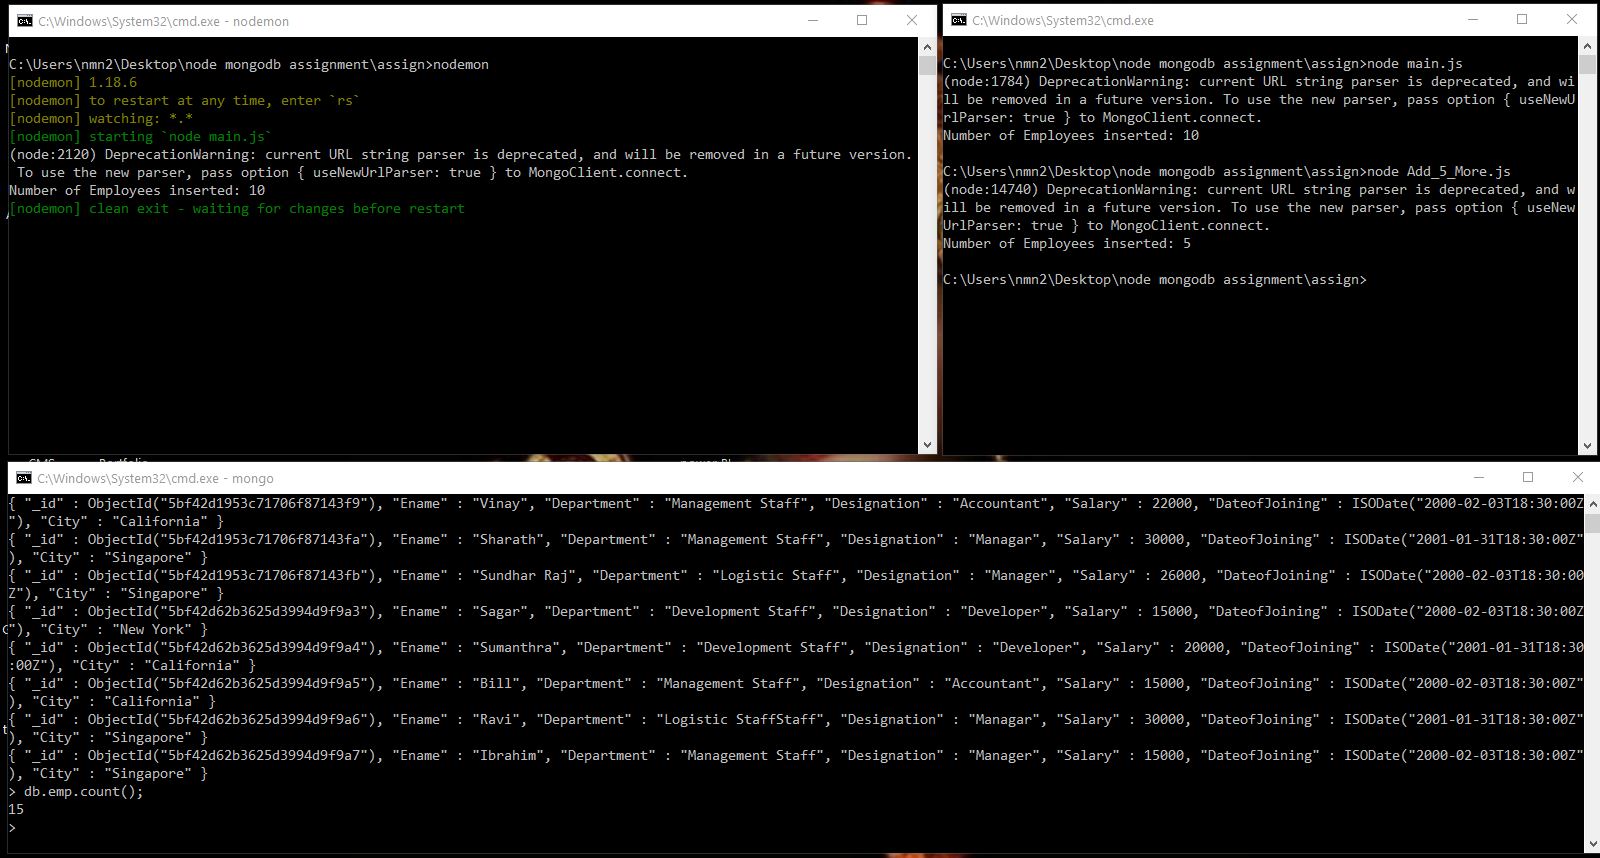 C:\Windows\System32\cmd.exe - nodemon
C:\Users\nmn2\Desktop\node mongodb assignment\assign>nodemon
[nodemon] 1.18.6
[nodemon] to restart at any time, enter `rs`
[nodemon] watching: *.*
[nodemon] starting `node main.js`
(node:2120) DeprecationWarning: current URL string parser is deprecated, and will be removed in a future version.
To use the new parser, pass option { useNewUrlParser: true } to MongoClient.connect.
Number of Employees inserted: 10
[nodemon] clean exit - waiting for changes before restart
C:\Windows\System32\cmd.exe
C:\Users\nmn2\Desktop\node mongodb assignment\assign>node main.js
(node:1784) DeprecationWarning: current URL string parser is deprecated, and wi
ll be removed in a future version. To use the new parser, pass option { useNewU
rlParser: true } to MongoClient.connect.
Number of Employees inserted: 10
C:\Users\nmn2\Desktop\node mongodb assignment\assign>node Add_5_More.js
(node:14740) DeprecationWarning: current URL string parser is deprecated, and w
ill be removed in a future version. To use the new parser, pass option { useNew
UrlParser: true } to MongoClient.connect.
Number of Employees inserted: 5
C:\Users\nmn2\Desktop\node mongodb assignment\assign>
C:\Windows\System32\cmd.exe - mongo
{ "_id" : ObjectId("5bf42d1953c71706f87143f9"), "Ename" : "Vinay", "Department" : "Management Staff", "Designation" : "Accountant", "Salary" : 22000, "DateofJoining" : ISODate("2000-02-03T18:30:00Z
"), "City" : "California" }
{ "_id" : ObjectId("5bf42d1953c71706f87143fa"), "Ename" : "Sharath", "Department" : "Management Staff", "Designation" : "Managar", "Salary" : 30000, "DateofJoining" : ISODate("2001-01-31T18:30:00Z"
), "City" : "Singapore" }
{ "_id" : ObjectId("5bf42d1953c71706f87143fb"), "Ename" : "Sundhar Raj", "Department" : "Logistic Staff", "Designation" : "Manager", "Salary" : 26000, "DateofJoining" : ISODate("2000-02-03T18:30:00
Z"), "City" : "Singapore" }
{ "_id" : ObjectId("5bf42d62b3625d3994d9f9a3"), "Ename" : "Sagar", "Department" : "Development Staff", "Designation" : "Developer", "Salary" : 15000, "DateofJoining" : ISODate("2000-02-03T18:30:00Z
"), "City" : "New York" }
{ "_id" : ObjectId("5bf42d62b3625d3994d9f9a4"), "Ename" : "Sumanthra", "Department" : "Development Staff", "Designation" : "Developer", "Salary" : 20000, "DateofJoining" : ISODate("2001-01-31T18:30
:00Z"), "City" : "California" }
{ "_id" : ObjectId("5bf42d62b3625d3994d9f9a5"), "Ename" : "Bill", "Department" : "Management Staff", "Designation" : "Accountant", "Salary" : 15000, "DateofJoining" : ISODate("2000-02-03T18:30:00Z"
), "City" : "California" }
{ "_id" : ObjectId("5bf42d62b3625d3994d9f9a6"), "Ename" : "Ravi", "Department" : "Logistic StaffStaff", "Designation" : "Managar", "Salary" : 30000, "DateofJoining" : ISODate("2001-01-31T18:30:00Z"
), "City" : "Singapore" }
{ "_id" : ObjectId("5bf42d62b3625d3994d9f9a7"), "Ename" : "Ibrahim", "Department" : "Management Staff", "Designation" : "Manager", "Salary" : 15000, "DateofJoining" : ISODate("2000-02-03T18:30:00Z"
), "City" : "Singapore" }
> db.emp.count();
15
>